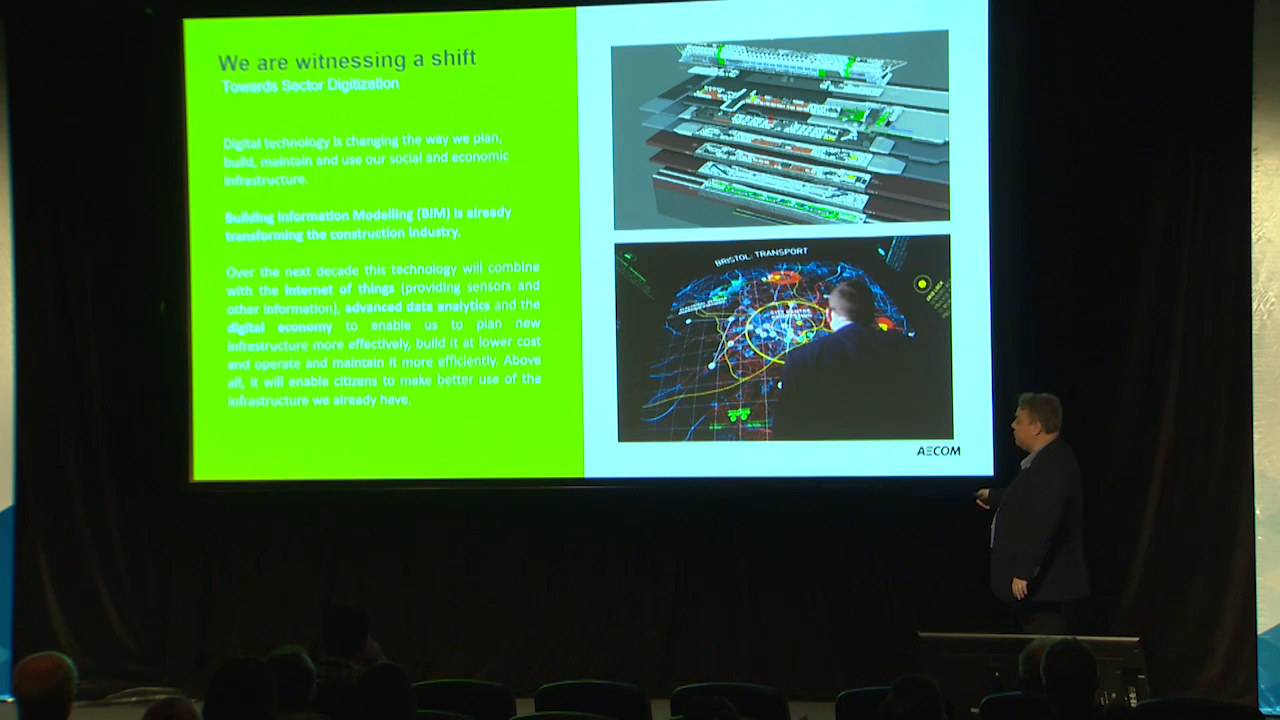 We are witnessing a shift
Towards Sector Digitization
Digital technology is changing the way we plan,
build, maintain and use our social and economic
infrastructure.
Building Information Modelling (BIM) is already
transforming the construction industry.
Over the next decade this technology will combine
with the internet of things (providing sensors and
other information), advanced data analytics and the
digital economy to enable us to plan new
infrastructure more effectively, build it at lower cost
and operate and maintain it more efficiently. Above
all, it will enable citizens to make better use of the
infrastructure we already have.
BRISTOL TRANSPORT
CITY CENTRE
AECOM